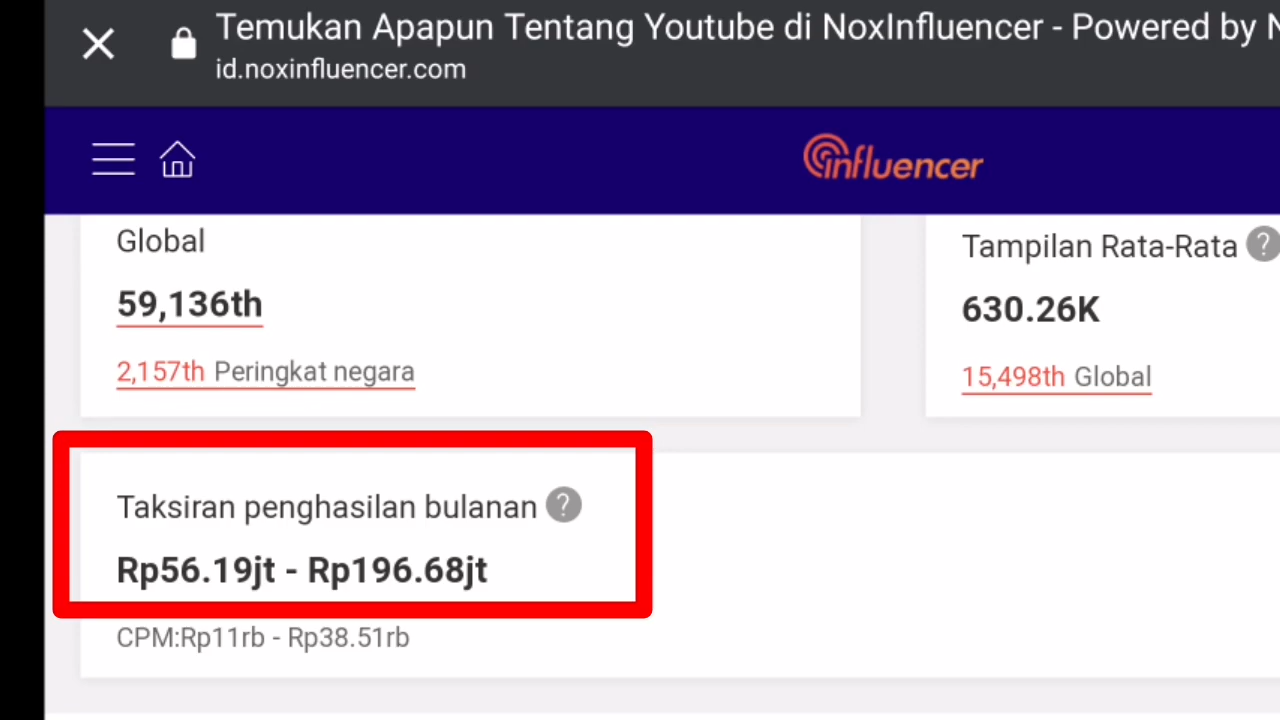 Temukan Apapun Tentang Youtube di NoxInfluencer - Powered by N
id.noxinfluencer.com
influencer
Global
59,136th
2,157th Peringkat negara
Tampilan Rata-Rata ?
630.26K
15,498th Global
Taksiran penghasilan bulanan ?
Rp56.19jt - Rp196.68jt
CPM:Rp11rb - Rp38.51rb